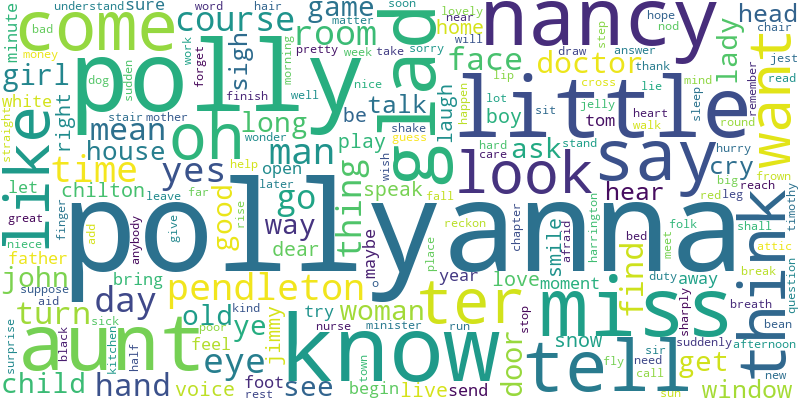 understand sure word hair game matter near home soon take lovely hope nod answer thank head chair jest read
minute bad come course work forget dog sudden finish sigh room pretty week morning well nice sorry face will draw step doctor lady nancy
money girl white polly glad little want
straight right stair mother oh long wonder be talk laugh lip happen lot sit cross boy tom lie heart walk mind jelly sleep round remember
like mean house yes man play shake guess wish care hard ask stand say hurry frown
let time chilton help open thing speak look hear cry big red leg reach think
great niece finger leave far rise go way good give later dear maybe fall reckon smile afraid bed folk shall attic timothy
father add anybody pollyanna chapter harrington find meet
john suppose aid bring pendleton year place ter love moment duty away miss break breath question
turn day old ye try woman door snow sharply suddenly bean afternoon
surprise sick black kitchen half aunt poor kind feel jimmy nurse minister run know stop tell fly sir need call get new
child hand eye voice foot rest see town begin live send sun window